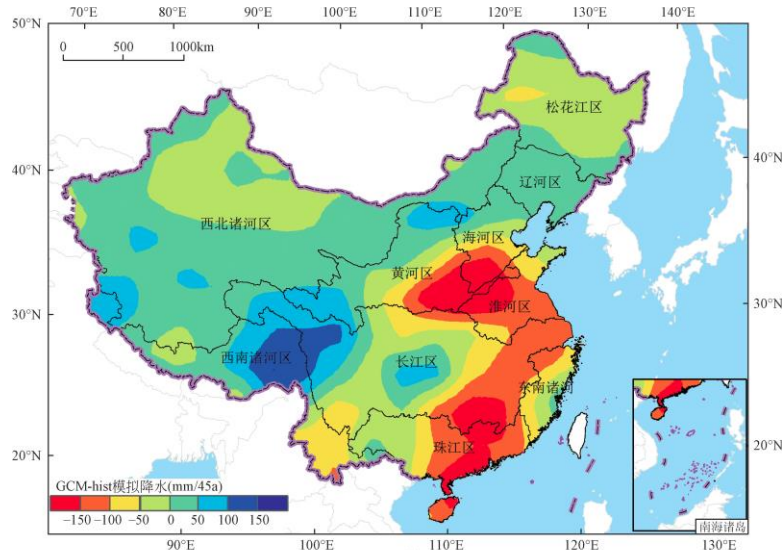 70°E 80°E 90°E 100°E 110°E 120°E 130°E 140°E
50°N
0 500 1000km
松花江区
40°N
40°N
辽河区
西北诸河区
海河区
黄河区
30°N
淮河区
30°N
西南诸河区
长江区
东南诸河
20°N
珠江区
20°N
GCM-hist模拟降水(mm/45a)
−150 −100 −50 0 50 100 150
南海诸岛
90°E 100°E 110°E 120°E 130°E